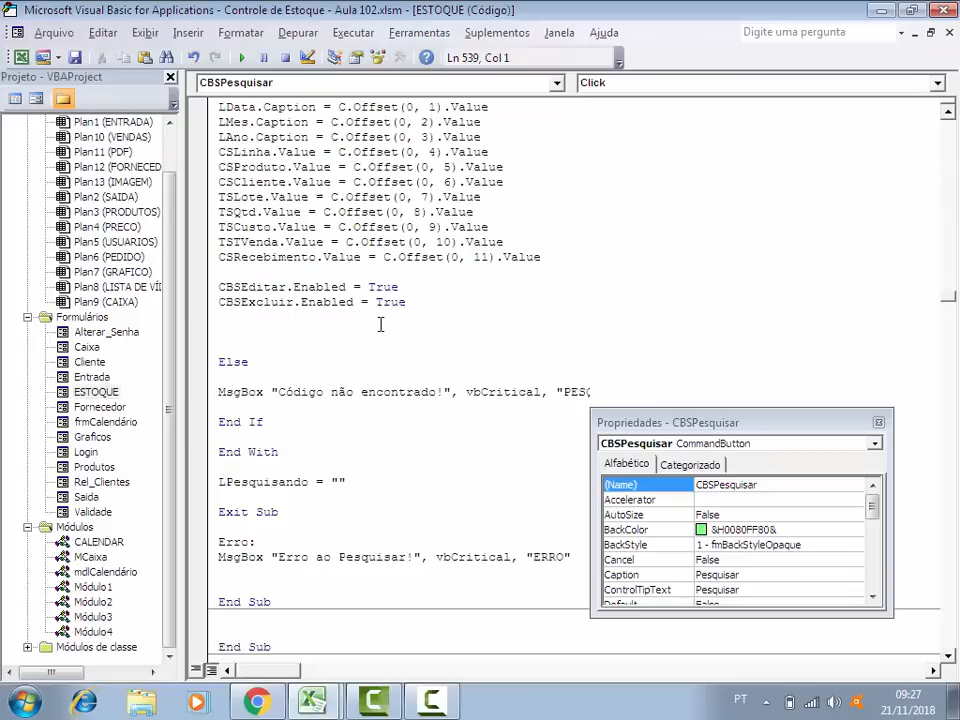 Microsoft Visual Basic for Applications - Controle de Estoque - Aula 102.xlsm - [ESTOQUE (Código)]
Arquivo Editar Exibir Inserir Formatar Depurar Executar Ferramentas Suplementos Janela Ajuda Digite uma pergunta
Ln 539, Col 1
Projeto - VBAProject
CBSPesquisar Click
Plan1 (ENTRADA)
Plan10 (VENDAS)
Plan11 (PDF)
Plan12 (FORNECED
Plan13 (IMAGEM)
Plan2 (SAIDA)
Plan3 (PRODUTOS)
Plan4 (PRECO)
Plan5 (USUARIOS)
Plan6 (PEDIDO)
Plan7 (GRAFICO)
Plan8 (LISTA DE
Plan9 (CAIXA)
Formulários
Alterar_Senha
Caixa
Cliente
Entrada
ESTOQUE
Fornecedor
frmCalendário
Graficos
Login
Produtos
Rel_Clientes
Saida
Validade
Módulos
CALENDAR
MCaixa
mdlCalendário
Módulo1
Módulo2
Módulo3
Módulo4
Módulos de classe
LData.Caption = C.Offset(0, 1).Value
LMes.Caption = C.Offset(0, 2).Value
LAno.Caption = C.Offset(0, 3).Value
CSLinha.Value = C.Offset(0, 4).Value
CSProduto.Value = C.Offset(0, 5).Value
CSCliente.Value = C.Offset(0, 6).Value
TSLote.Value = C.Offset(0, 7).Value
TSQtd.Value = C.Offset(0, 8).Value
TSCusto.Value = C.Offset(0, 9).Value
TSTVenda.Value = C.Offset(0, 10).Value
CSRecebimento.Value = C.Offset(0, 11).Value
CBSEditar.Enabled = True
CBSExcluir.Enabled = True
Else
MsgBox "Código não encontrado!", vbCritical, "PES
End If
End With
LPesquisando = ""
Exit Sub
Erro:
MsgBox "Erro ao Pesquisar!", vbCritical, "ERRO"
End Sub
End Sub
Propriedades - CBSPesquisar
CBSPesquisar CommandButton
Alfabético Categorizado
(Name) CBSPesquisar
Accelerator
AutoSize False
BackColor &H0080FF80&
BackStyle 1 - fmBackStyleOpaque
Cancel False
Caption Pesquisar
ControlTipText Pesquisar
Default False
PT
09:27
21/11/2018